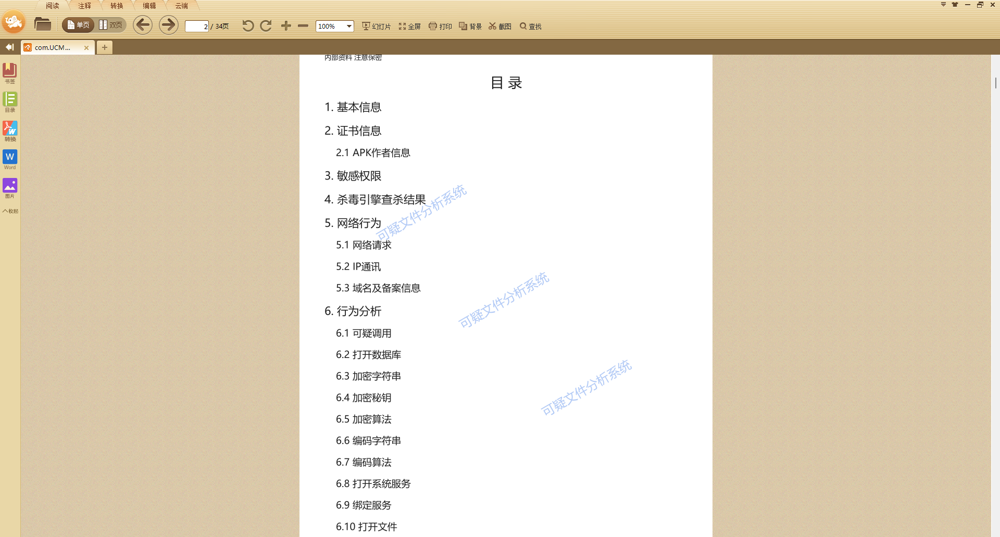 阅读 注释 转换 编辑 云端
单页 双页 2 / 34页 100% 幻灯片 全屏 打印 背景 截图 查找
com.UCM...
书签
目录
转换
W
Word
图片
收起
内部资料 注意保密
目 录
1. 基本信息
2. 证书信息
2.1 APK作者信息
3. 敏感权限
4. 杀毒引擎查杀结果
5. 网络行为
5.1 网络请求
5.2 IP通讯
5.3 域名及备案信息
6. 行为分析
6.1 可疑调用
6.2 打开数据库
6.3 加密字符串
6.4 加密秘钥
6.5 加密算法
6.6 编码字符串
6.7 编码算法
6.8 打开系统服务
6.9 绑定服务
6.10 打开文件
可疑文件分析系统
可疑文件分析系统
可疑文件分析系统